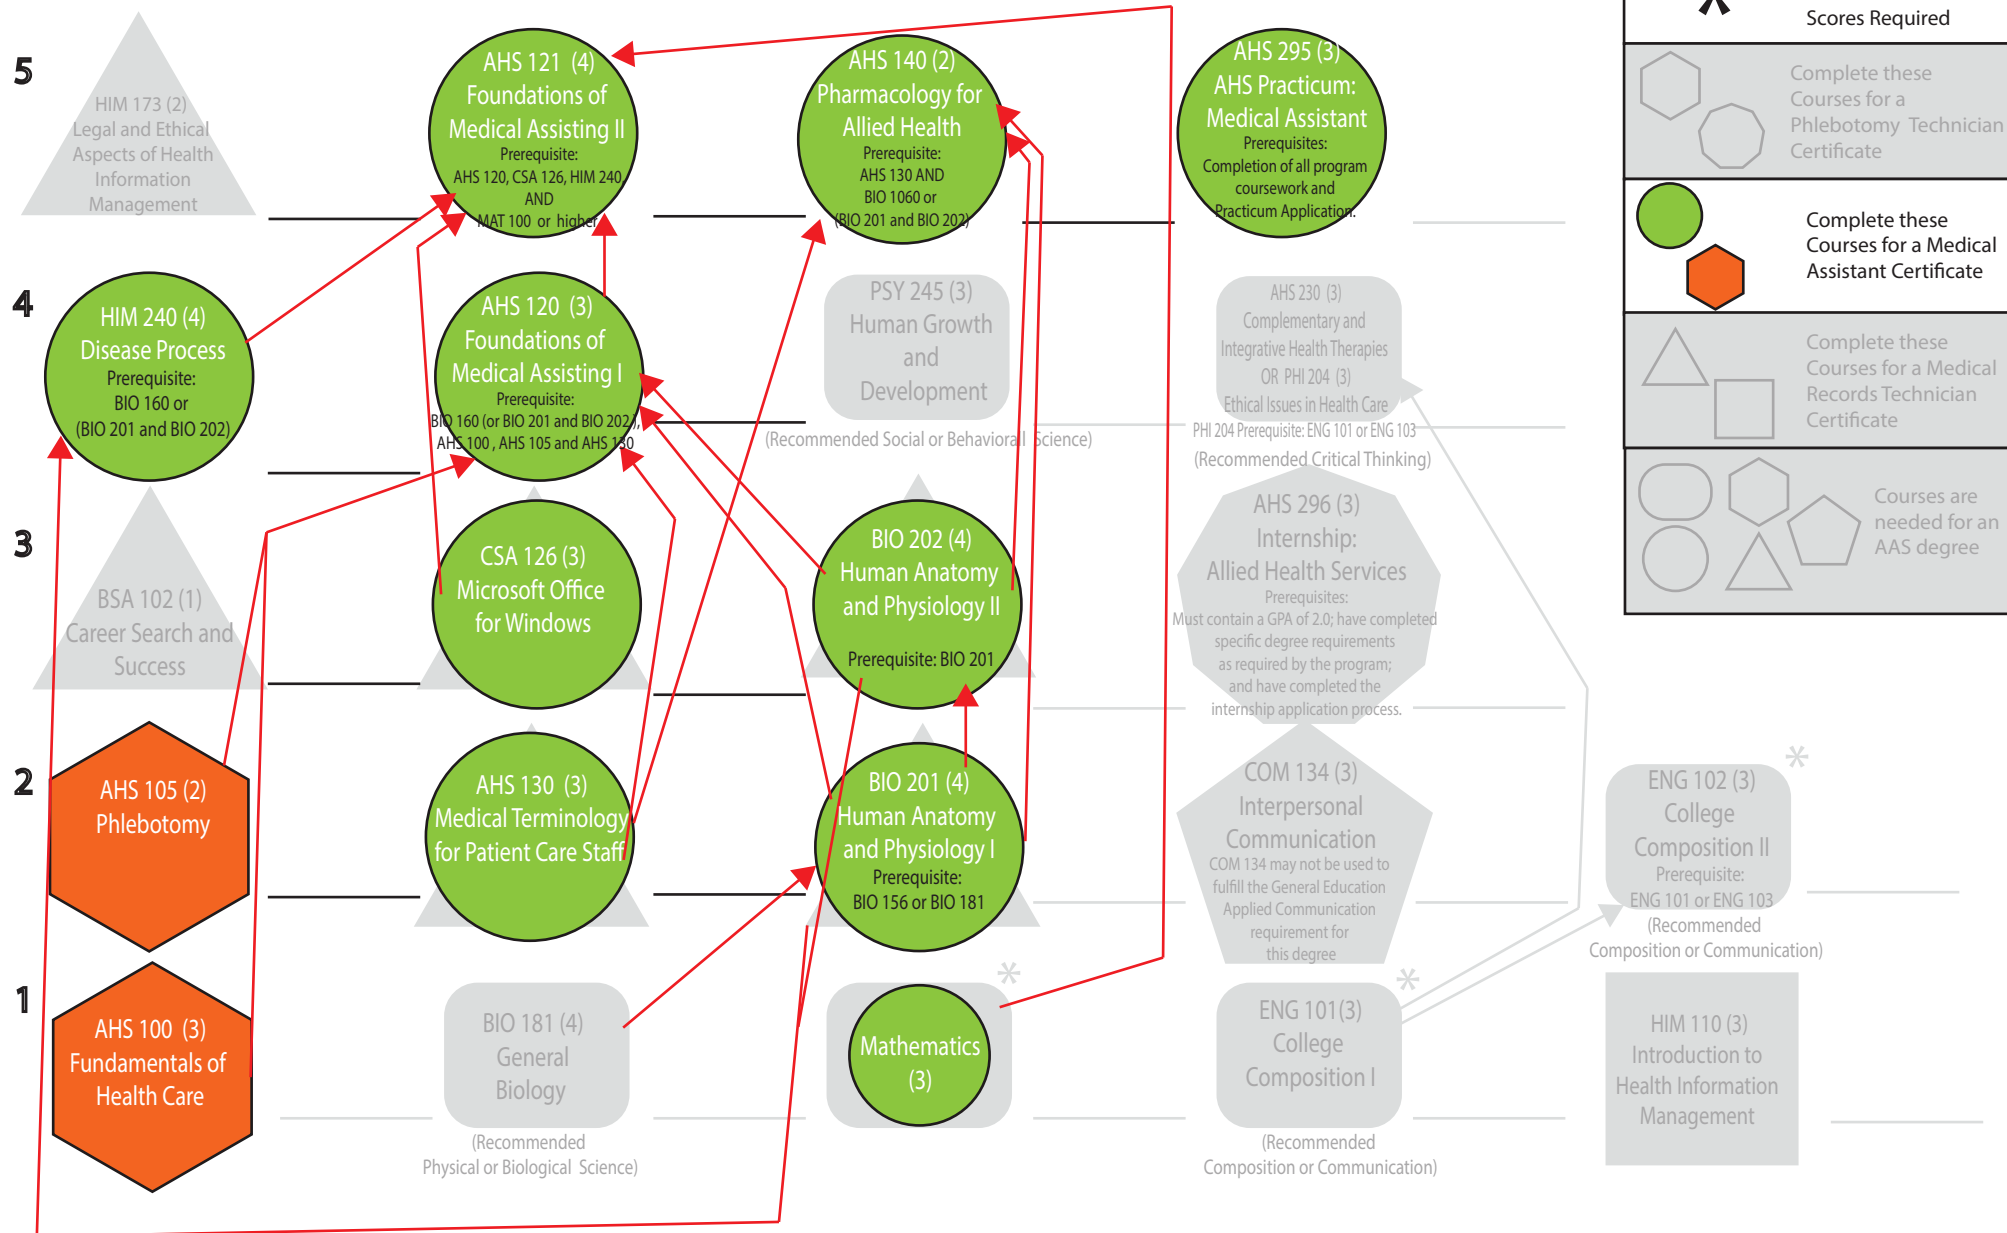 *
Scores Required
5
HIM 173 (2)
Legal and Ethical
Aspects of Health
Information
Management
AHS 121 (4)
Foundations of
Medical Assisting II
Prerequisite:
AHS 120, CSA 126, HIM 240,
AND
MAT 100 or higher
AHS 140 (2)
Pharmacology for
Allied Health
Prerequisite:
AHS 130 AND
BIO 1060 or
(BIO 201 and BIO 202)
AHS 295 (3)
AHS Practicum:
Medical Assistant
Prerequisites:
Completion of all program
coursework and
Practicum Application.
Complete these
Courses for a
Phlebotomy Technician
Certificate
Complete these
Courses for a Medical
Assistant Certificate
Complete these
Courses for a Medical
Records Technician
Certificate
Courses are
needed for an
AAS degree
4
HIM 240 (4)
Disease Process
Prerequisite:
BIO 160 or
(BIO 201 and BIO 202)
AHS 120 (3)
Foundations of
Medical Assisting I
Prerequisite:
BIO 160 (or BIO 201 and BIO 202),
AHS 100 , AHS 105 and AHS 130
PSY 245 (3)
Human Growth
and
Development
(Recommended Social or Behavioral Science)
AHS 230 (3)
Complementary and
Integrative Health Therapies
OR PHI 204 (3)
Ethical Issues in Health Care
PHI 204 Prerequisite: ENG 101 or ENG 103
(Recommended Critical Thinking)
3
BSA 102 (1)
Career Search and
Success
CSA 126 (3)
Microsoft Office
for Windows
BIO 202 (4)
Human Anatomy
and Physiology II
Prerequisite: BIO 201
AHS 296 (3)
Internship:
Allied Health Services
Prerequisites:
Must contain a GPA of 2.0; have completed
specific degree requirements
as required by the program;
and have completed the
internship application process.
2
AHS 105 (2)
Phlebotomy
AHS 130 (3)
Medical Terminology
for Patient Care Staff
BIO 201 (4)
Human Anatomy
and Physiology I
Prerequisite:
BIO 156 or BIO 181
COM 134 (3)
Interpersonal
Communication
COM 134 may not be used to
fulfill the General Education
Applied Communication
requirement for
this degree
*
ENG 102 (3)
College
Composition II
Prerequisite:
ENG 101 or ENG 103
(Recommended
Composition or Communication)
1
AHS 100 (3)
Fundamentals of
Health Care
BIO 181 (4)
General
Biology
(Recommended
Physical or Biological Science)
*
Mathematics
(3)
*
ENG 101(3)
College
Composition I
(Recommended
Composition or Communication)
HIM 110 (3)
Introduction to
Health Information
Management